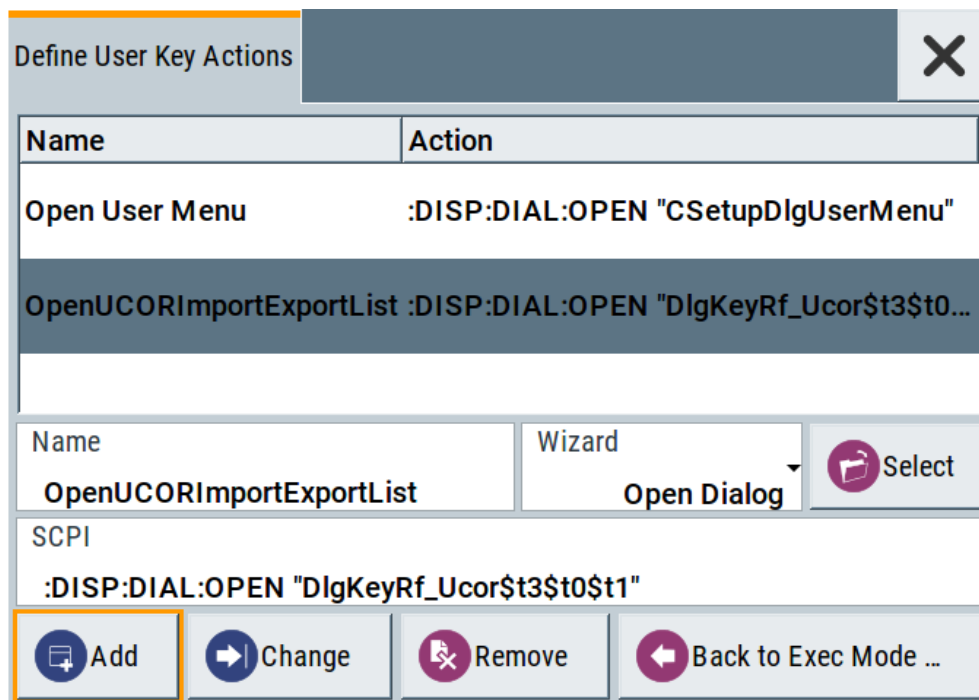 Define User Key Actions
Name Action
Open User Menu :DISP:DIAL:OPEN "CSetupDlgUserMenu"
OpenUCORImportExportList :DISP:DIAL:OPEN "DlgKeyRf_Ucor$t3$t0...
Name Wizard
OpenUCORImportExportList Open Dialog Select
SCPI
:DISP:DIAL:OPEN "DlgKeyRf_Ucor$t3$t0$t1"
Add Change Remove Back to Exec Mode ...